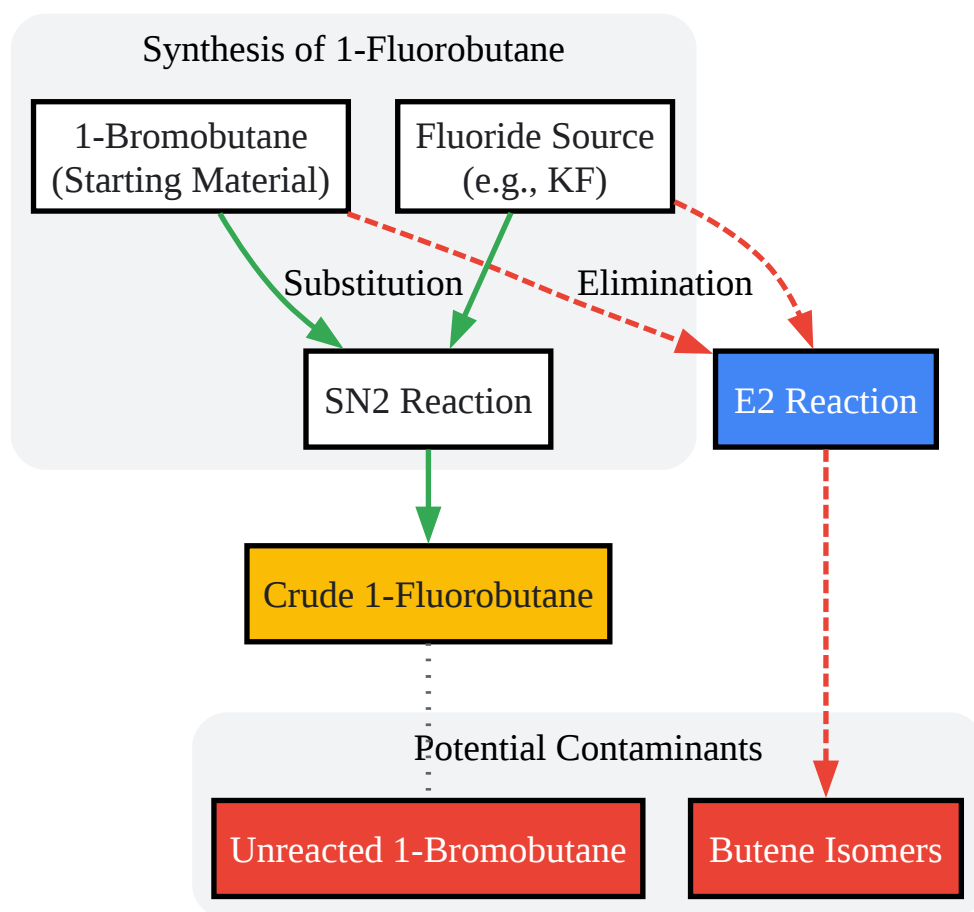 Synthesis of 1-Fluorobutane
1-Bromobutane
(Starting Material)
Fluoride Source
(e.g., KF)
Substitution
Elimination
SN2 Reaction
E2 Reaction
Crude 1-Fluorobutane
Potential Contaminants
Unreacted 1-Bromobutane
Butene Isomers